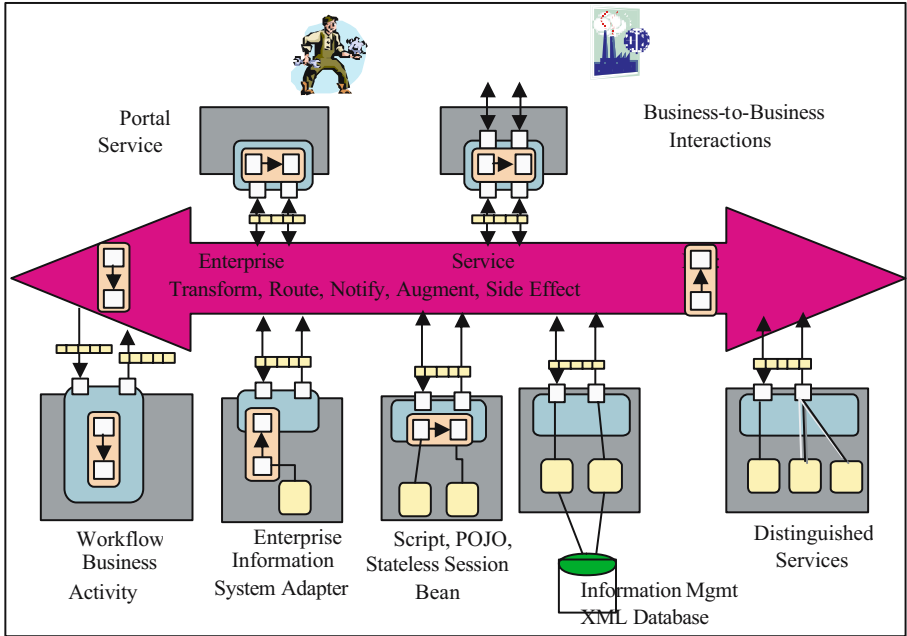 Portal
Service
Business-to-Business
Interactions
Enterprise Service
Transform, Route, Notify, Augment, Side Effect
Workflow
Business
Activity
Enterprise
Information
System Adapter
Script, POJO,
Stateless Session
Bean
Information Mgmt
XML Database
Distinguished
Services